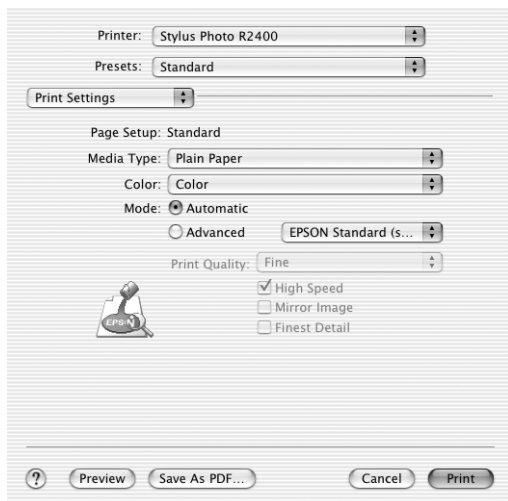 Printer: Stylus Photo R2400
Presets: Standard
Print Settings
Page Setup: Standard
Media Type: Plain Paper
Color: Color
Mode: Automatic
Advanced EPSON Standard (s...
Print Quality: Fine
High Speed
Mirror Image
Finest Detail
EPSON
? Preview Save As PDF... Cancel Print